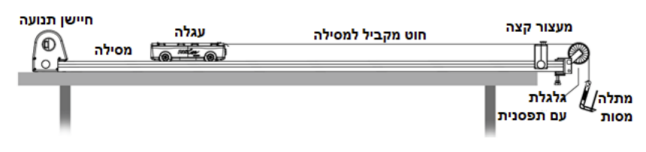 חיישן תנועה
עגלה
מעצור קצה
מסילה
חוט מקביל למסילה
גלגלת
עם תפסנית
מתלה
מסות